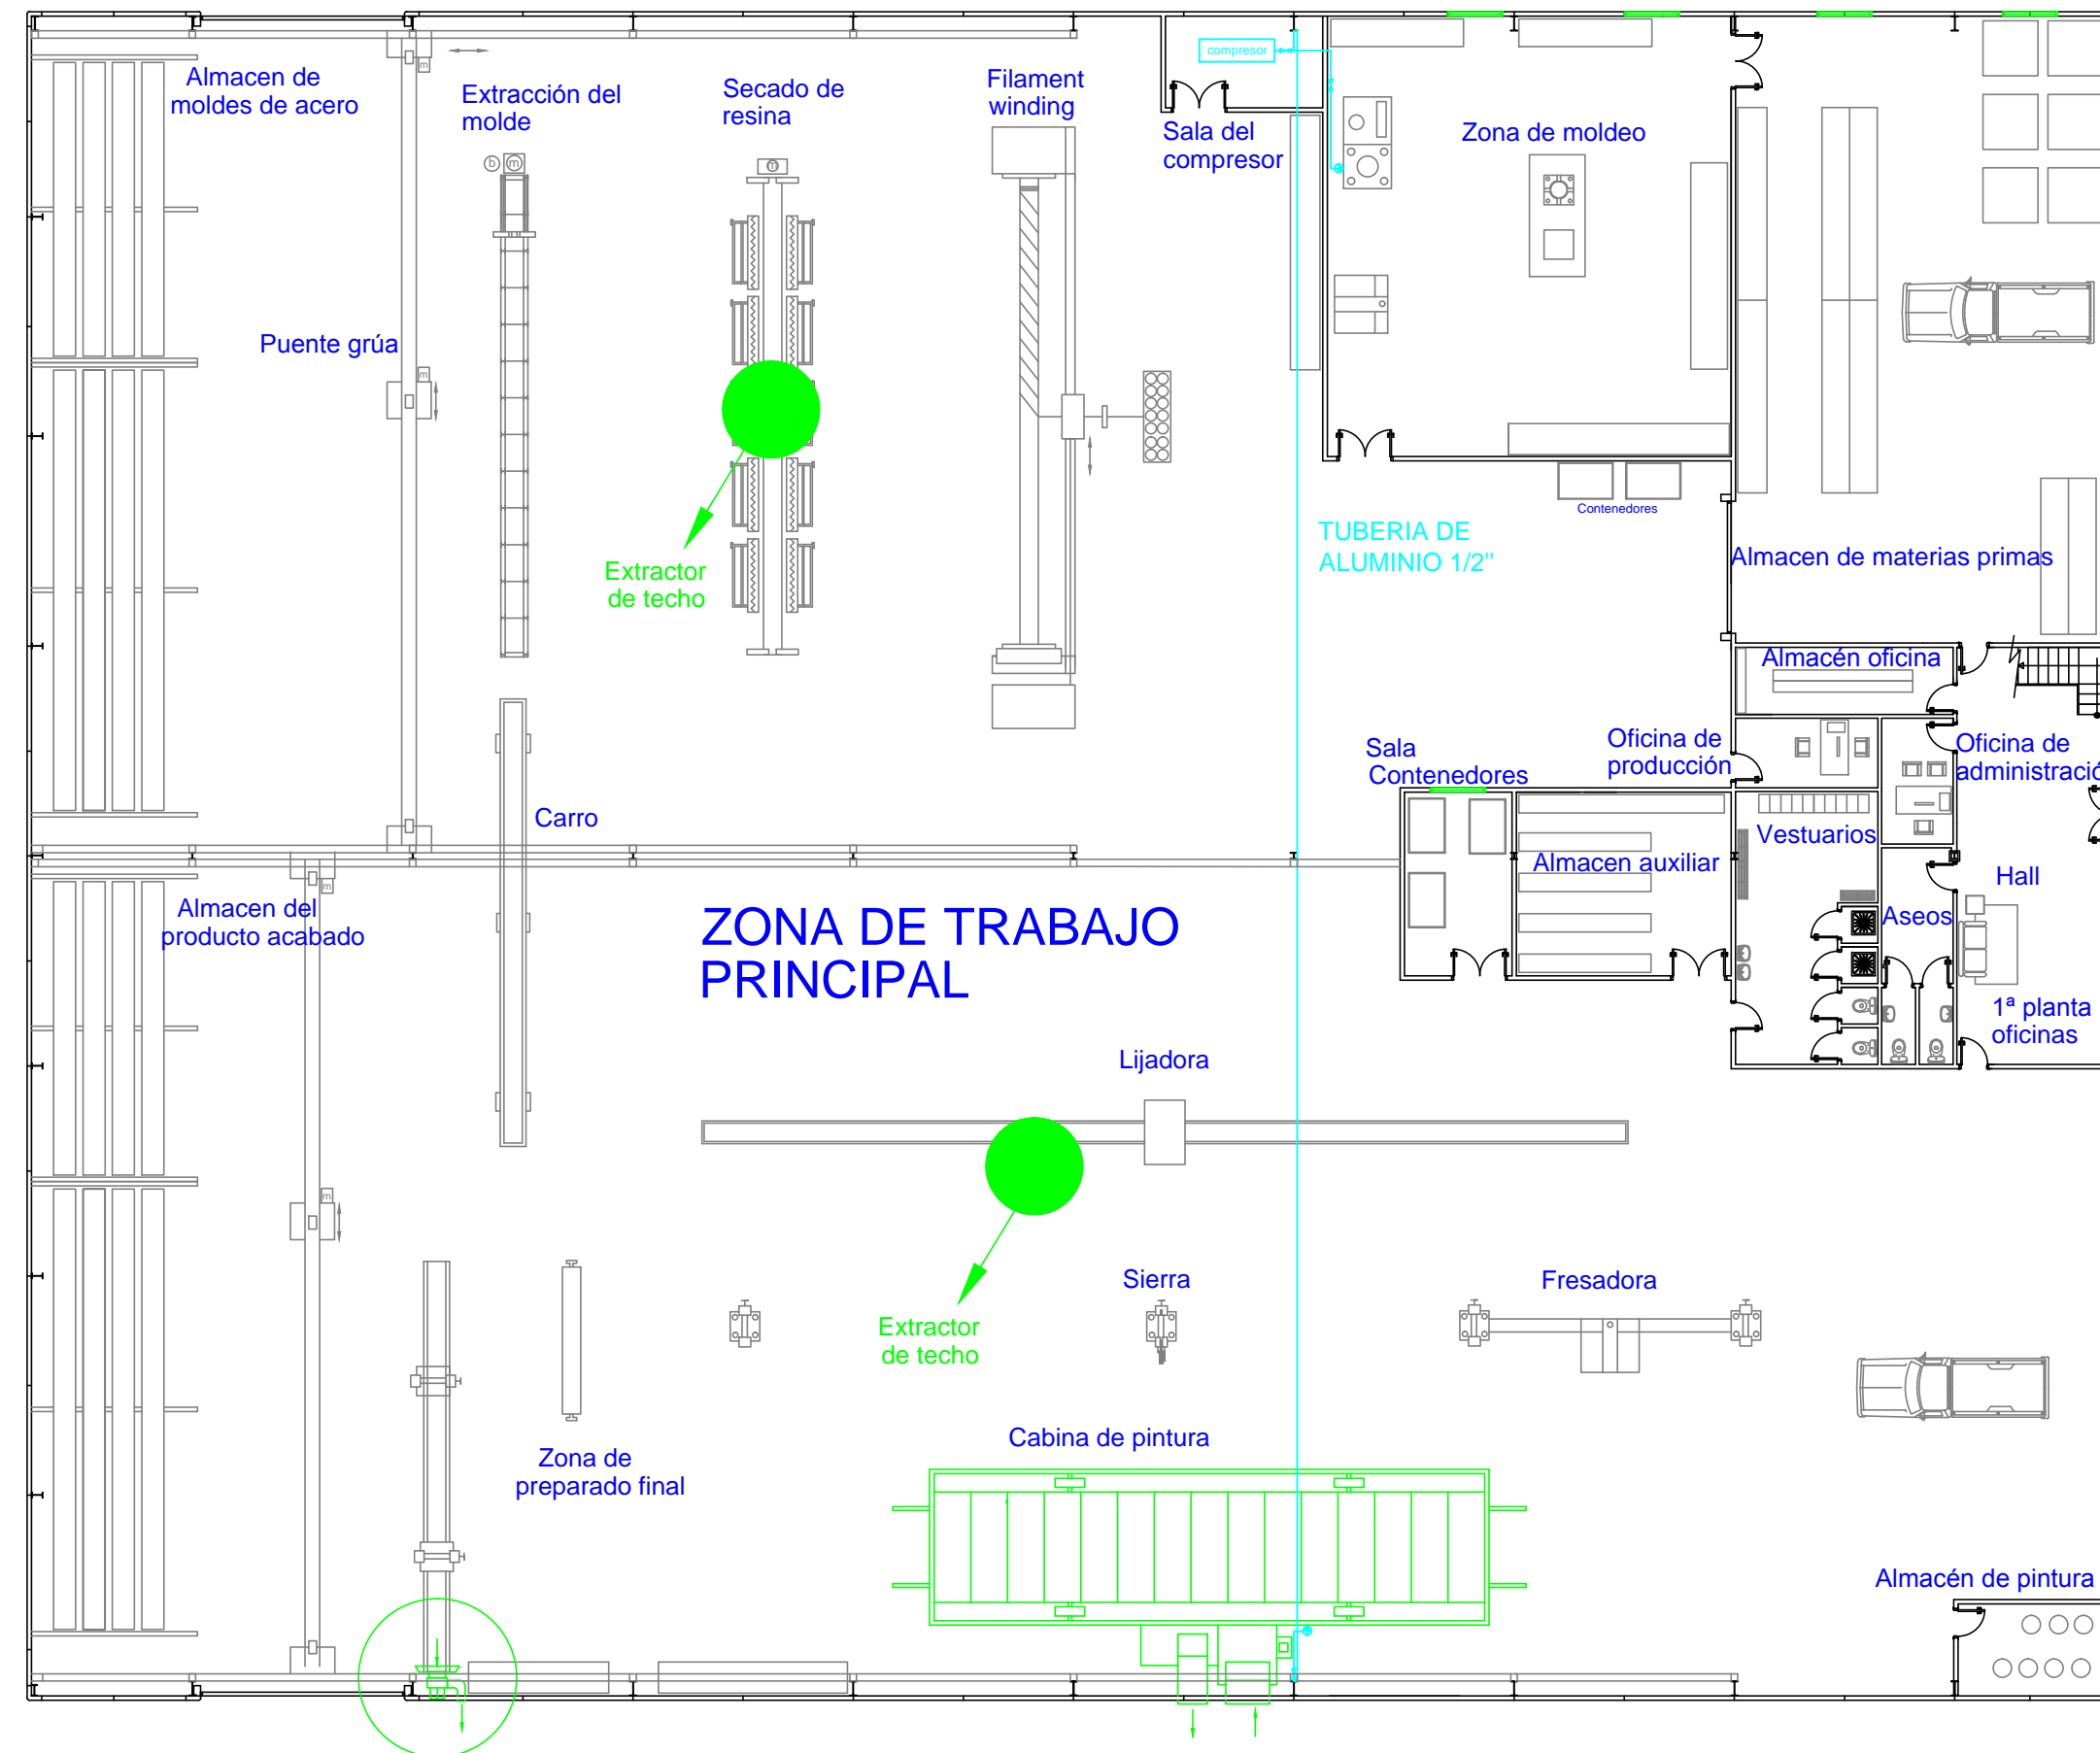 compresor
Almacen de
moldes de acero
Extracción del
molde
Secado de
resina
Filament
winding
Sala del
compresor
Zona de moldeo
m
b
m
m
Puente grúa
m
Extractor
de techo
TUBERIA DE
ALUMINIO 1/2"
Contenedores
Almacen de materias primas
Almacén oficina
Oficina de
producción
Oficina de
administració
Sala
Contenedores
Carro
Vestuarios
Almacen auxiliar
Hall
m
Almacen del
producto acabado
ZONA DE TRABAJO
PRINCIPAL
Aseos
1ª planta
oficinas
Lijadora
m
Sierra
Fresadora
Extractor
de techo
Cabina de pintura
Zona de
preparado final
Almacén de pintura